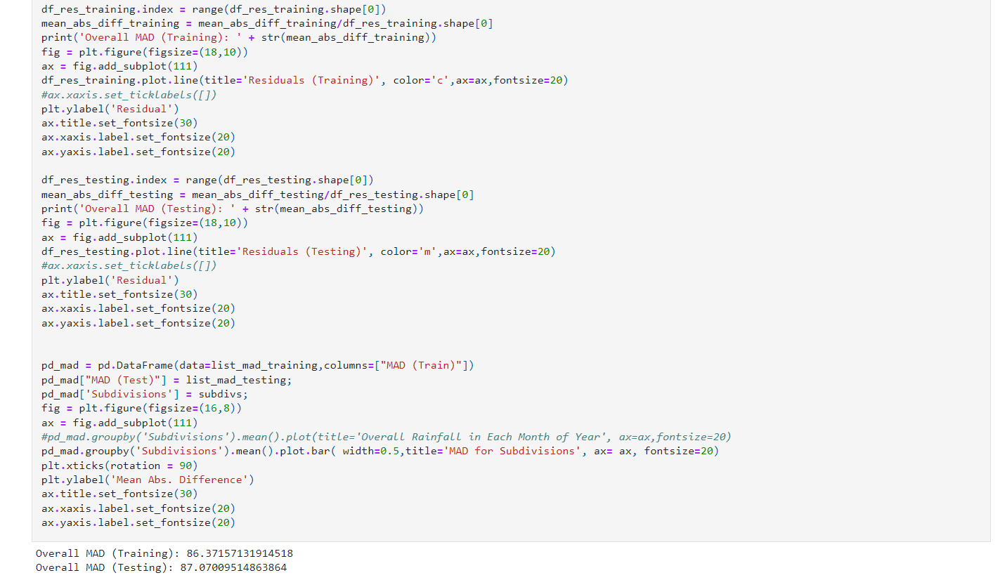 df_res_training.index = range(df_res_training.shape[0])
mean_abs_diff_training = mean_abs_diff_training/df_res_training.shape[0]
print('Overall MAD (Training): ' + str(mean_abs_diff_training))
fig = plt.figure(figsize=(18,10))
ax = fig.add_subplot(111)
df_res_training.plot.line(title='Residuals (Training)', color='c',ax=ax,fontsize=20)
#ax.xaxis.set_ticklabels([])
plt.ylabel('Residual')
ax.title.set_fontsize(30)
ax.xaxis.label.set_fontsize(20)
ax.yaxis.label.set_fontsize(20)

df_res_testing.index = range(df_res_testing.shape[0])
mean_abs_diff_testing = mean_abs_diff_testing/df_res_testing.shape[0]
print('Overall MAD (Testing): ' + str(mean_abs_diff_testing))
fig = plt.figure(figsize=(18,10))
ax = fig.add_subplot(111)
df_res_testing.plot.line(title='Residuals (Testing)', color='m',ax=ax,fontsize=20)
#ax.xaxis.set_ticklabels([])
plt.ylabel('Residual')
ax.title.set_fontsize(30)
ax.xaxis.label.set_fontsize(20)
ax.yaxis.label.set_fontsize(20)

pd_mad = pd.DataFrame(data=list_mad_training,columns=["MAD (Train)"])
pd_mad["MAD (Test)"] = list_mad_testing;
pd_mad['Subdivisions'] = subdivs;
fig = plt.figure(figsize=(16,8))
ax = fig.add_subplot(111)
#pd_mad.groupby('Subdivisions').mean().plot(title='Overall Rainfall in Each Month of Year', ax=ax,fontsize=20)
pd_mad.groupby('Subdivisions').mean().plot.bar( width=0.5,title='MAD for Subdivisions', ax= ax, fontsize=20)
plt.xticks(rotation = 90)
plt.ylabel('Mean Abs. Difference')
ax.title.set_fontsize(30)
ax.xaxis.label.set_fontsize(20)
ax.yaxis.label.set_fontsize(20)

Overall MAD (Training): 86.37157131914518
Overall MAD (Testing): 87.07009514863864